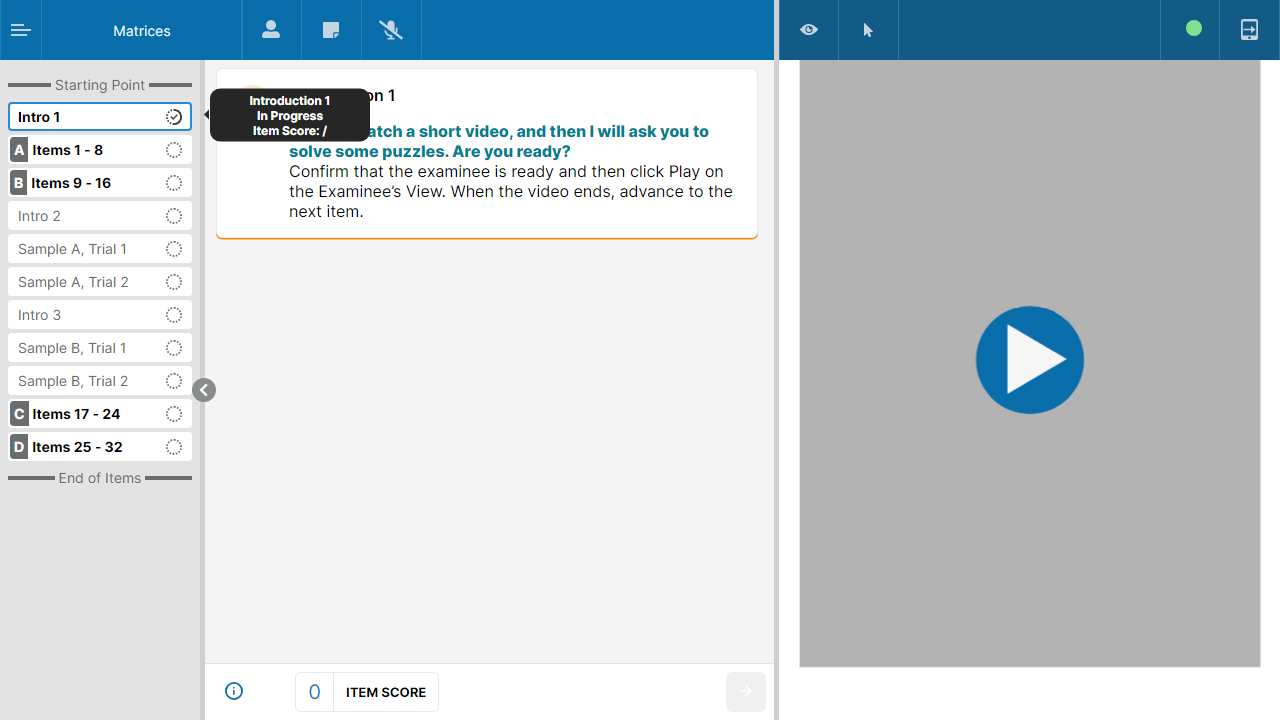 Matrices
Starting Point
Intro 1
A Items 1 - 8
B Items 9 - 16
Intro 2
Sample A, Trial 1
Sample A, Trial 2
Intro 3
Sample B, Trial 1
Sample B, Trial 2
C Items 17 - 24
D Items 25 - 32
End of Items
Introduction 1
In Progress
Item Score: /
on 1
atch a short video, and then I will ask you to
solve some puzzles. Are you ready?
Confirm that the examinee is ready and then click Play on
the Examinee’s View. When the video ends, advance to the
next item.
0 ITEM SCORE